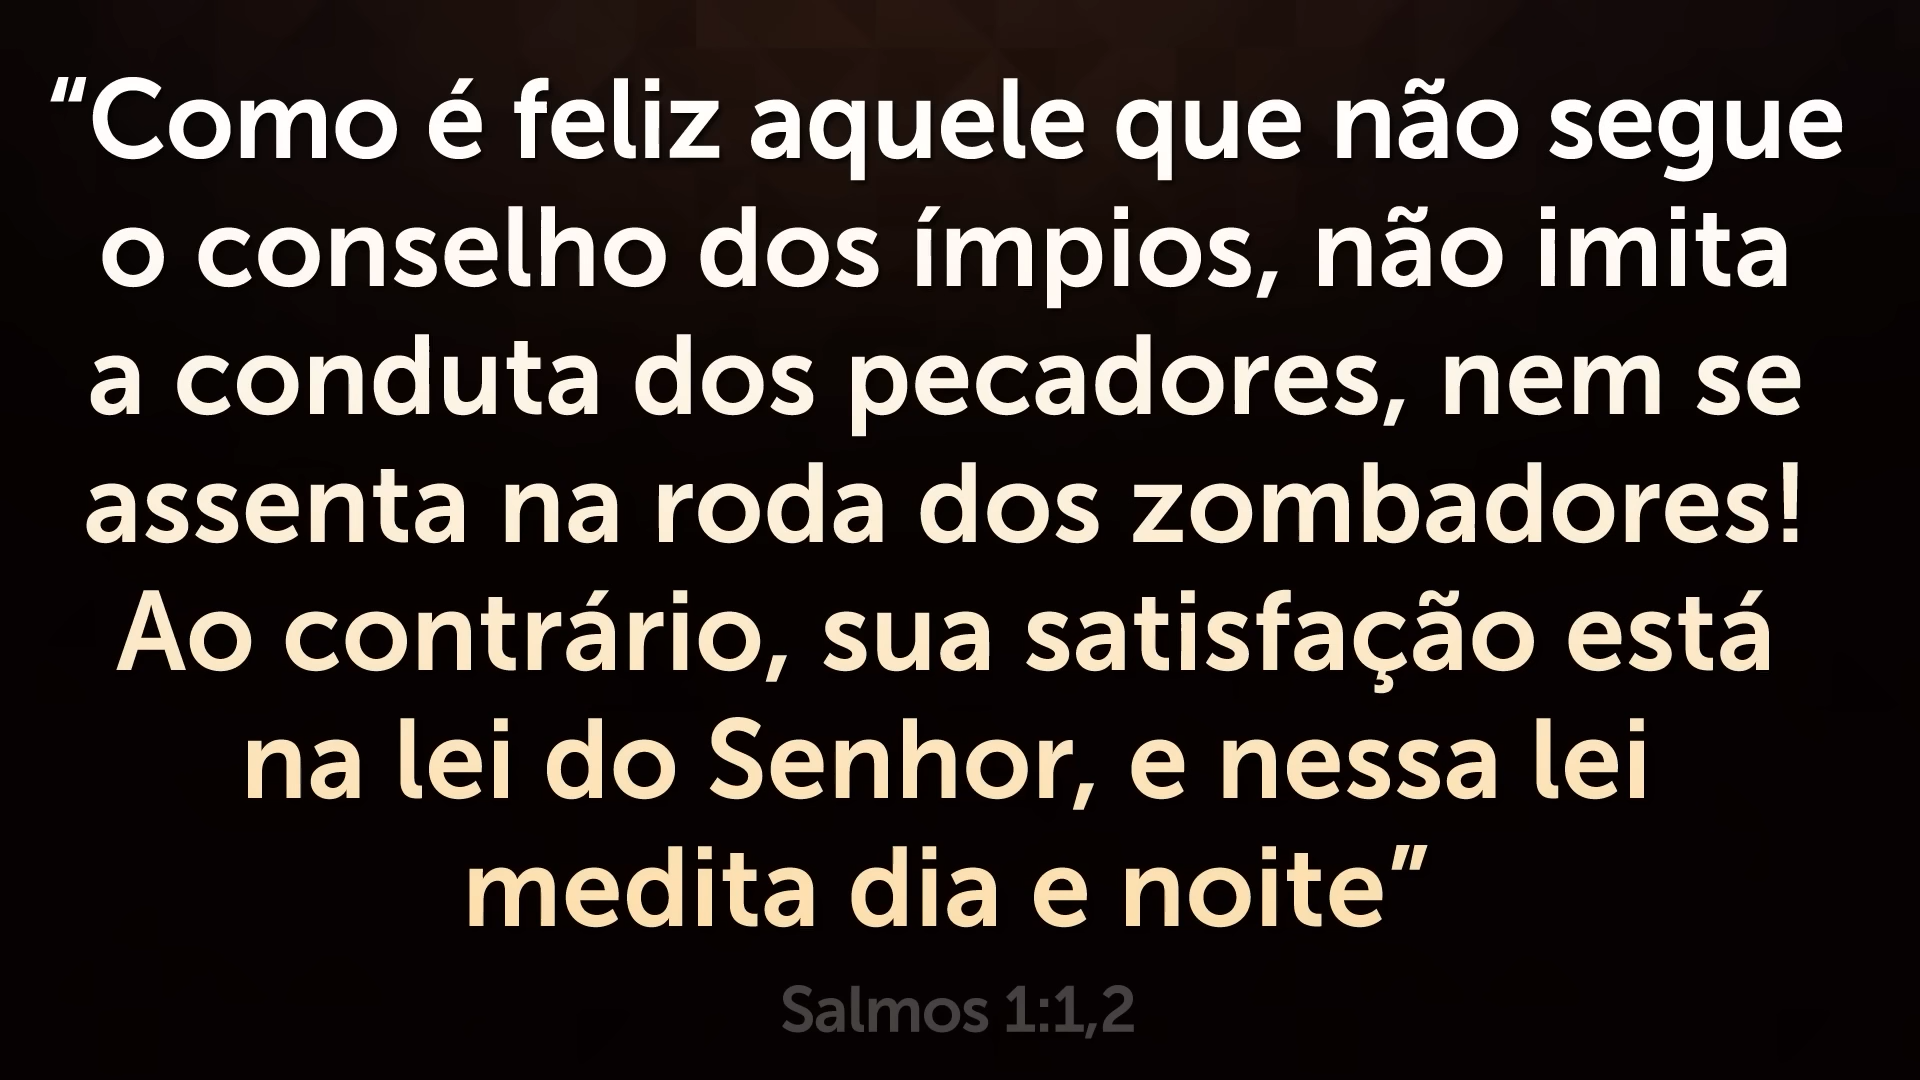 “Como é feliz aquele que não segue
o conselho dos ímpios, não imita
a conduta dos pecadores, nem se
assenta na roda dos zombadores!
Ao contrário, sua satisfação está
na lei do Senhor, e nessa lei
medita dia e noite”
Salmos 1:1,2